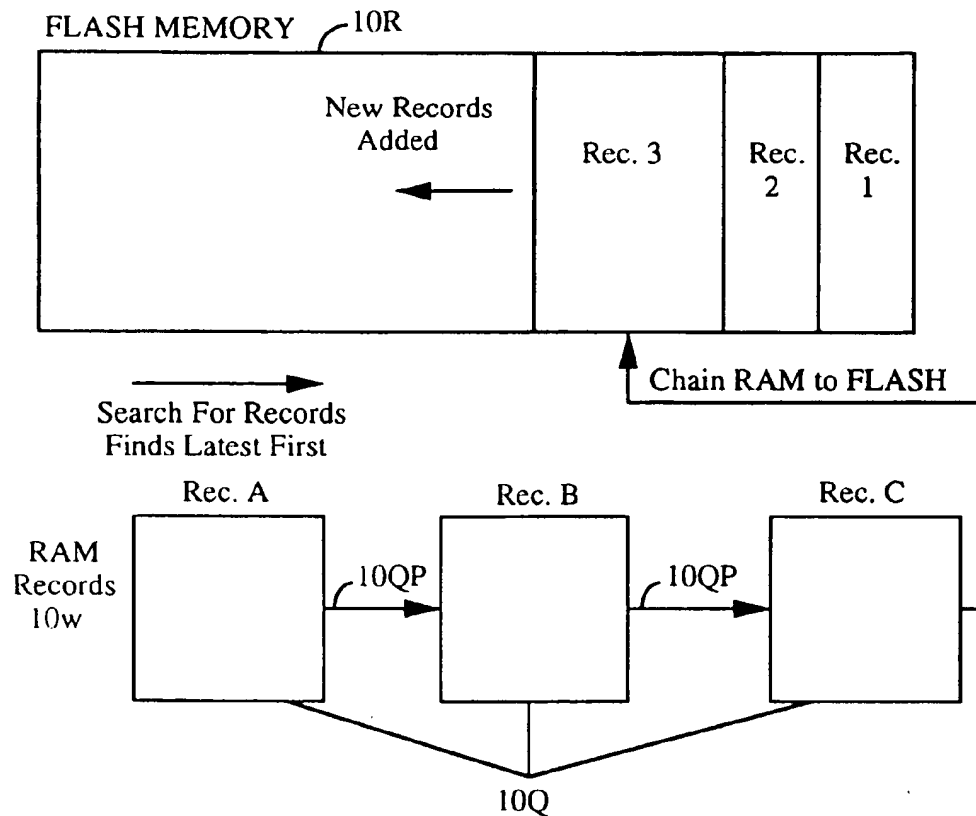 FLASH MEMORY
10R
New Records
Added
Rec. 3
Rec.
2
Rec.
1
Chain RAM to FLASH
Search For Records
Finds Latest First
Rec. A
Rec. B
Rec. C
RAM
Records
10w
10QP
10QP
10Q